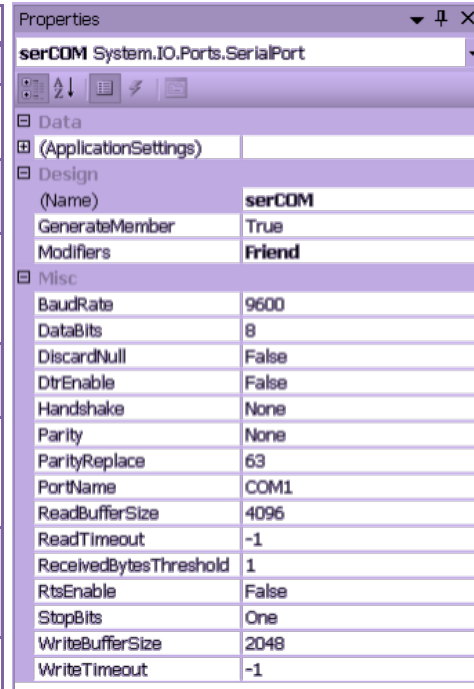 Properties
serCOM System.IO.Ports.SerialPort
Data
(ApplicationSettings)
Design
(Name) serCOM
GenerateMember True
Modifiers Friend
Misc
BaudRate 9600
DataBits 8
DiscardNull False
DtrEnable False
Handshake None
Parity None
ParityReplace 63
PortName COM1
ReadBufferSize 4096
ReadTimeout -1
ReceivedBytesThreshold 1
RtsEnable False
StopBits One
WriteBufferSize 2048
WriteTimeout -1